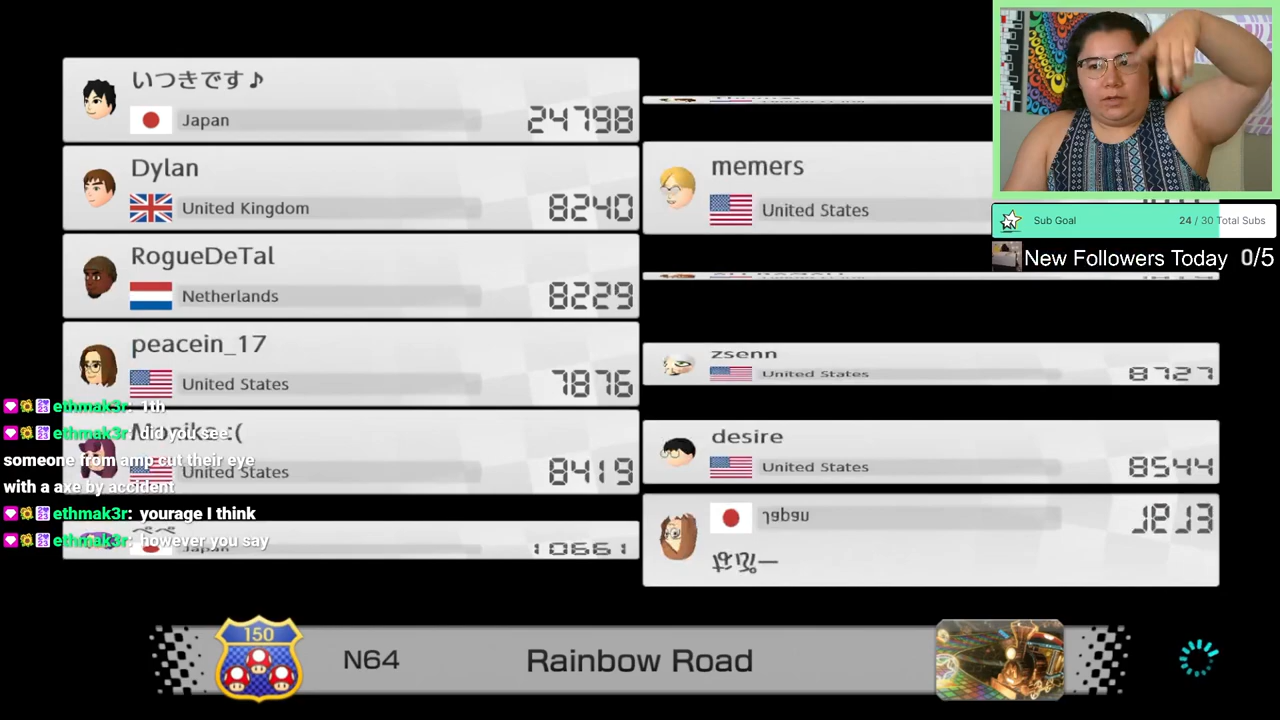 いつきです♪
Japan
24798
Dylan
United Kingdom
8240
RogueDeTal
Netherlands
8229
peacein_17
United States
7876
United States
8419
Japan
10661
memers
United States
zsenn
United States
8727
desire
United States
8544
Japan
ethmak3r: 1th
ethmak3r: did you see
someone from amp cut their eye
with a axe by accident
ethmak3r: yourage I think
ethmak3r: however you say
Sub Goal
24 / 30 Total Subs
New Followers Today 0/5
150
N64
Rainbow Road